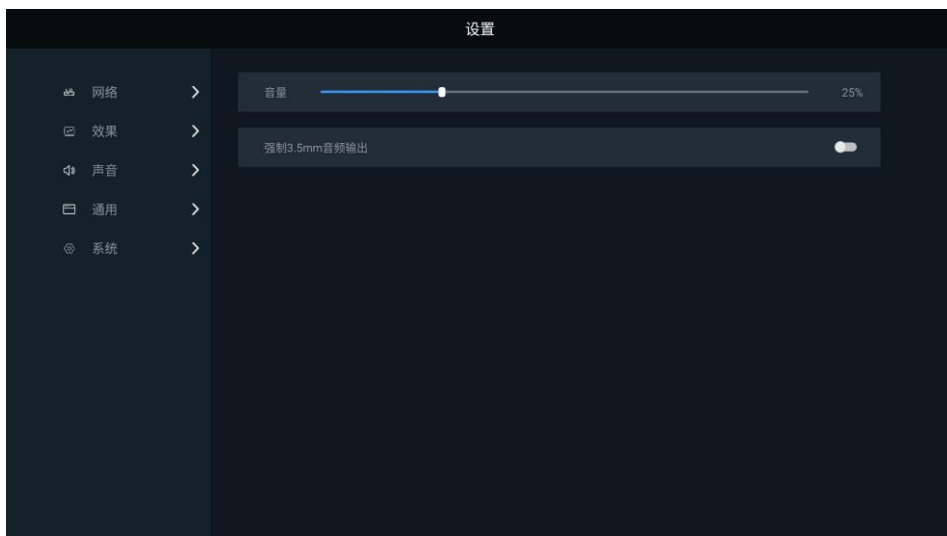 设置
网络
效果
声音
通用
系统
音量 25%
强制3.5mm音频输出